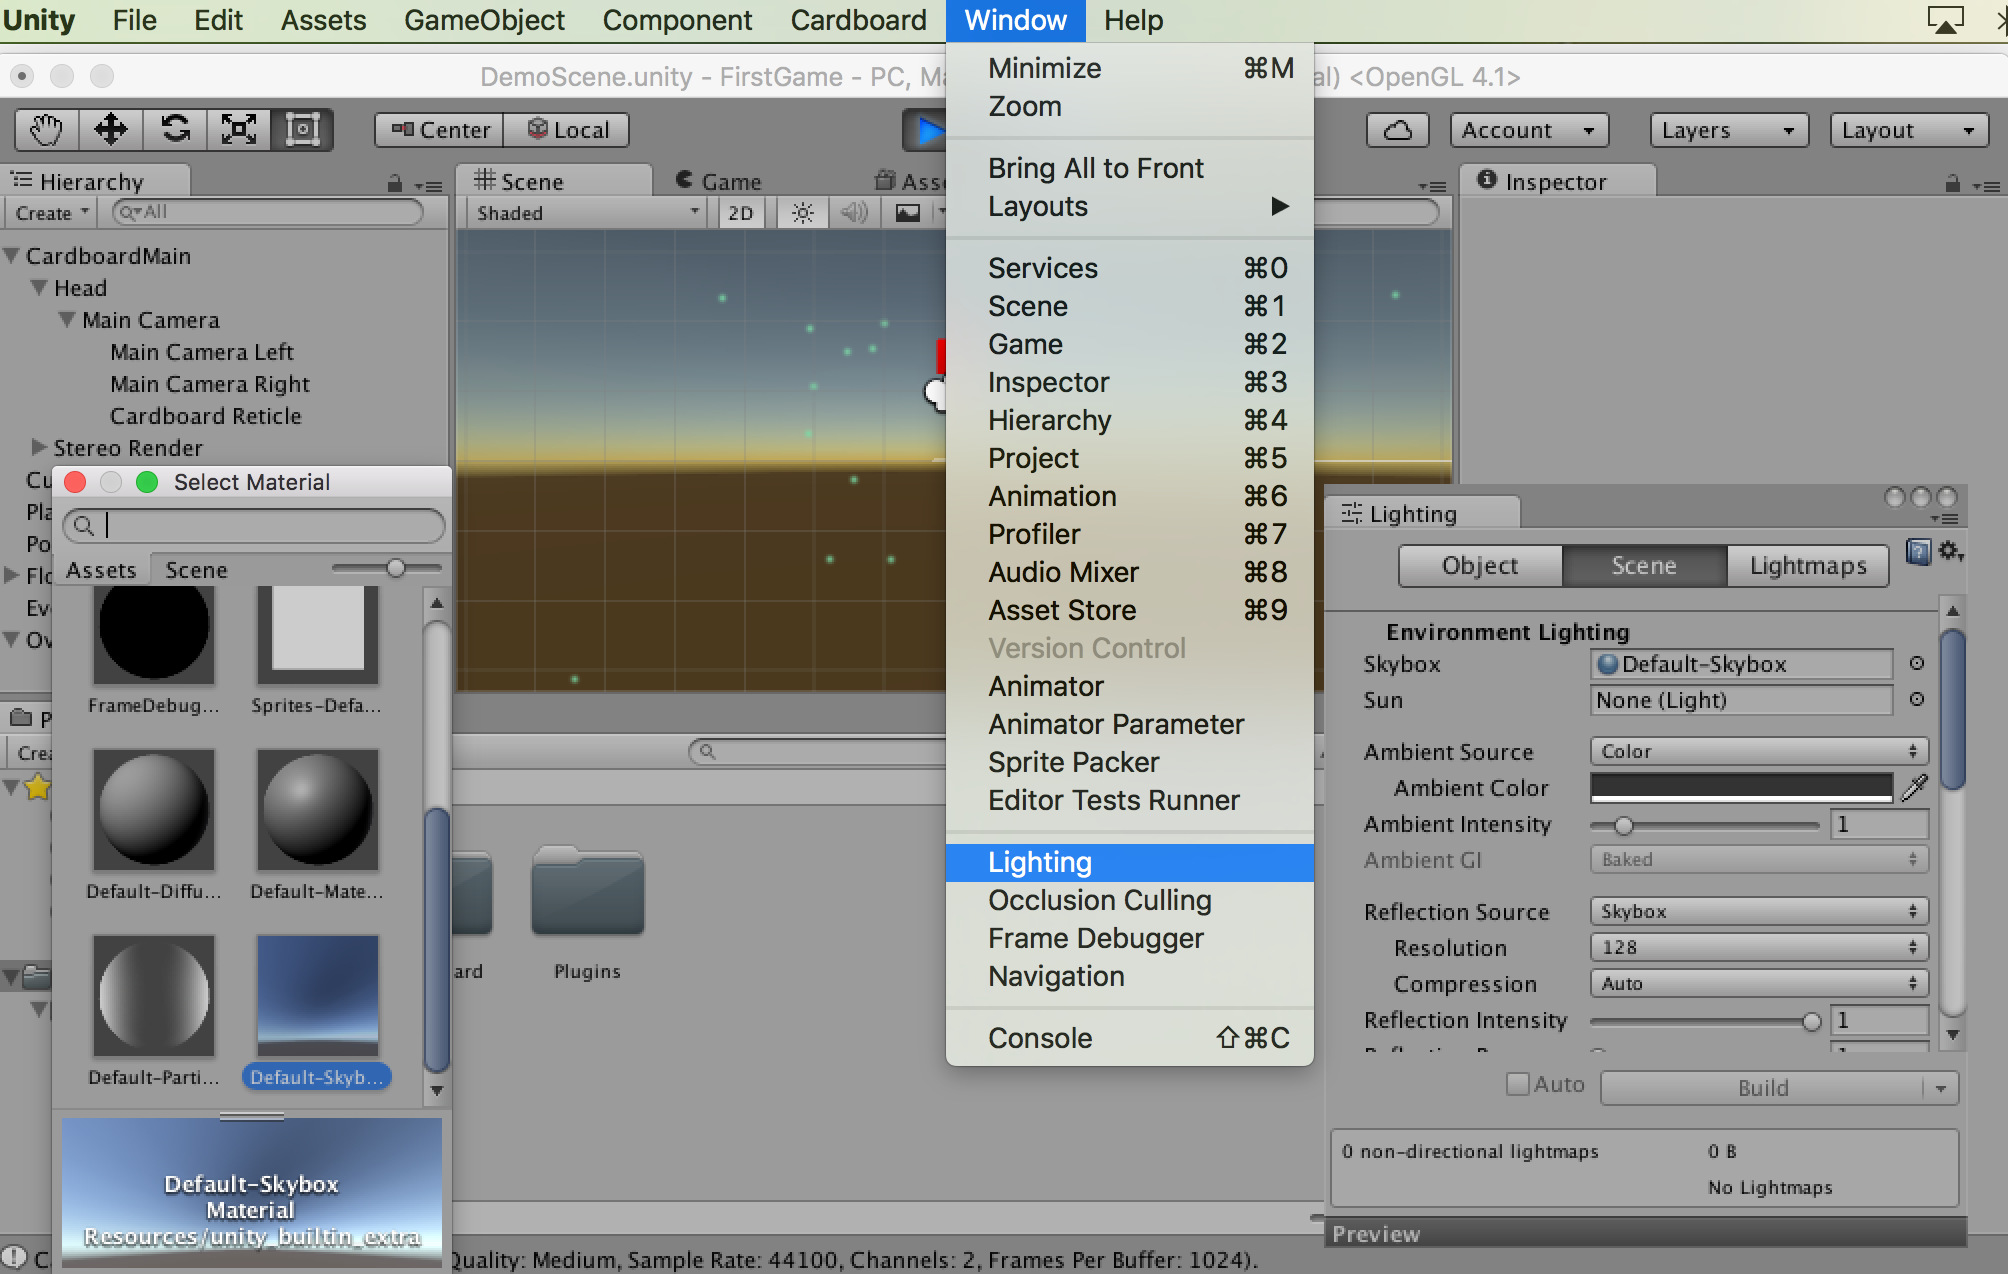 Unity File Edit Assets GameObject Component Cardboard Window Help
DemoScene.unity - FirstGame - PC, Ma al) <OpenGL 4.1>
Center Local Account Layers Layout
Hierarchy
Create All
CardboardMain
Head
Main Camera
Main Camera Left
Main Camera Right
Cardboard Reticle
Stereo Render
Cu
Pla
Po
Flo
Eve
Ov
Select Material
Assets Scene
FrameDebug... Sprites-Defa...
Default-Diffu... Default-Mate...
Default-Parti... Default-Skyb...
Default-Skybox
Material
Resources/unity_builtin_extra
P
Crea
Scene Game Asse
Shaded 2D
ard Plugins
Quality: Medium, Sample Rate: 44100, Channels: 2, Frames Per Buffer: 1024).
Minimize ⌘M
Zoom
Bring All to Front
Layouts ▶
Services ⌘0
Scene ⌘1
Game ⌘2
Inspector ⌘3
Hierarchy ⌘4
Project ⌘5
Animation ⌘6
Profiler ⌘7
Audio Mixer ⌘8
Asset Store ⌘9
Version Control
Animator
Animator Parameter
Sprite Packer
Editor Tests Runner
Lighting
Occlusion Culling
Frame Debugger
Navigation
Console ⇧⌘C
Inspector
Lighting
Object Scene Lightmaps
Environment Lighting
Skybox Default-Skybox
Sun None (Light)
Ambient Source Color
Ambient Color
Ambient Intensity 1
Ambient GI Baked
Reflection Source Skybox
Resolution 128
Compression Auto
Reflection Intensity 1
Auto Build
0 non-directional lightmaps 0 B
No Lightmaps
Preview